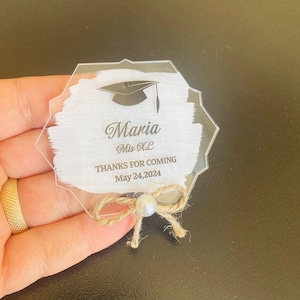 Maria
Mis XL
THANKS FOR COMING
May 24,2024